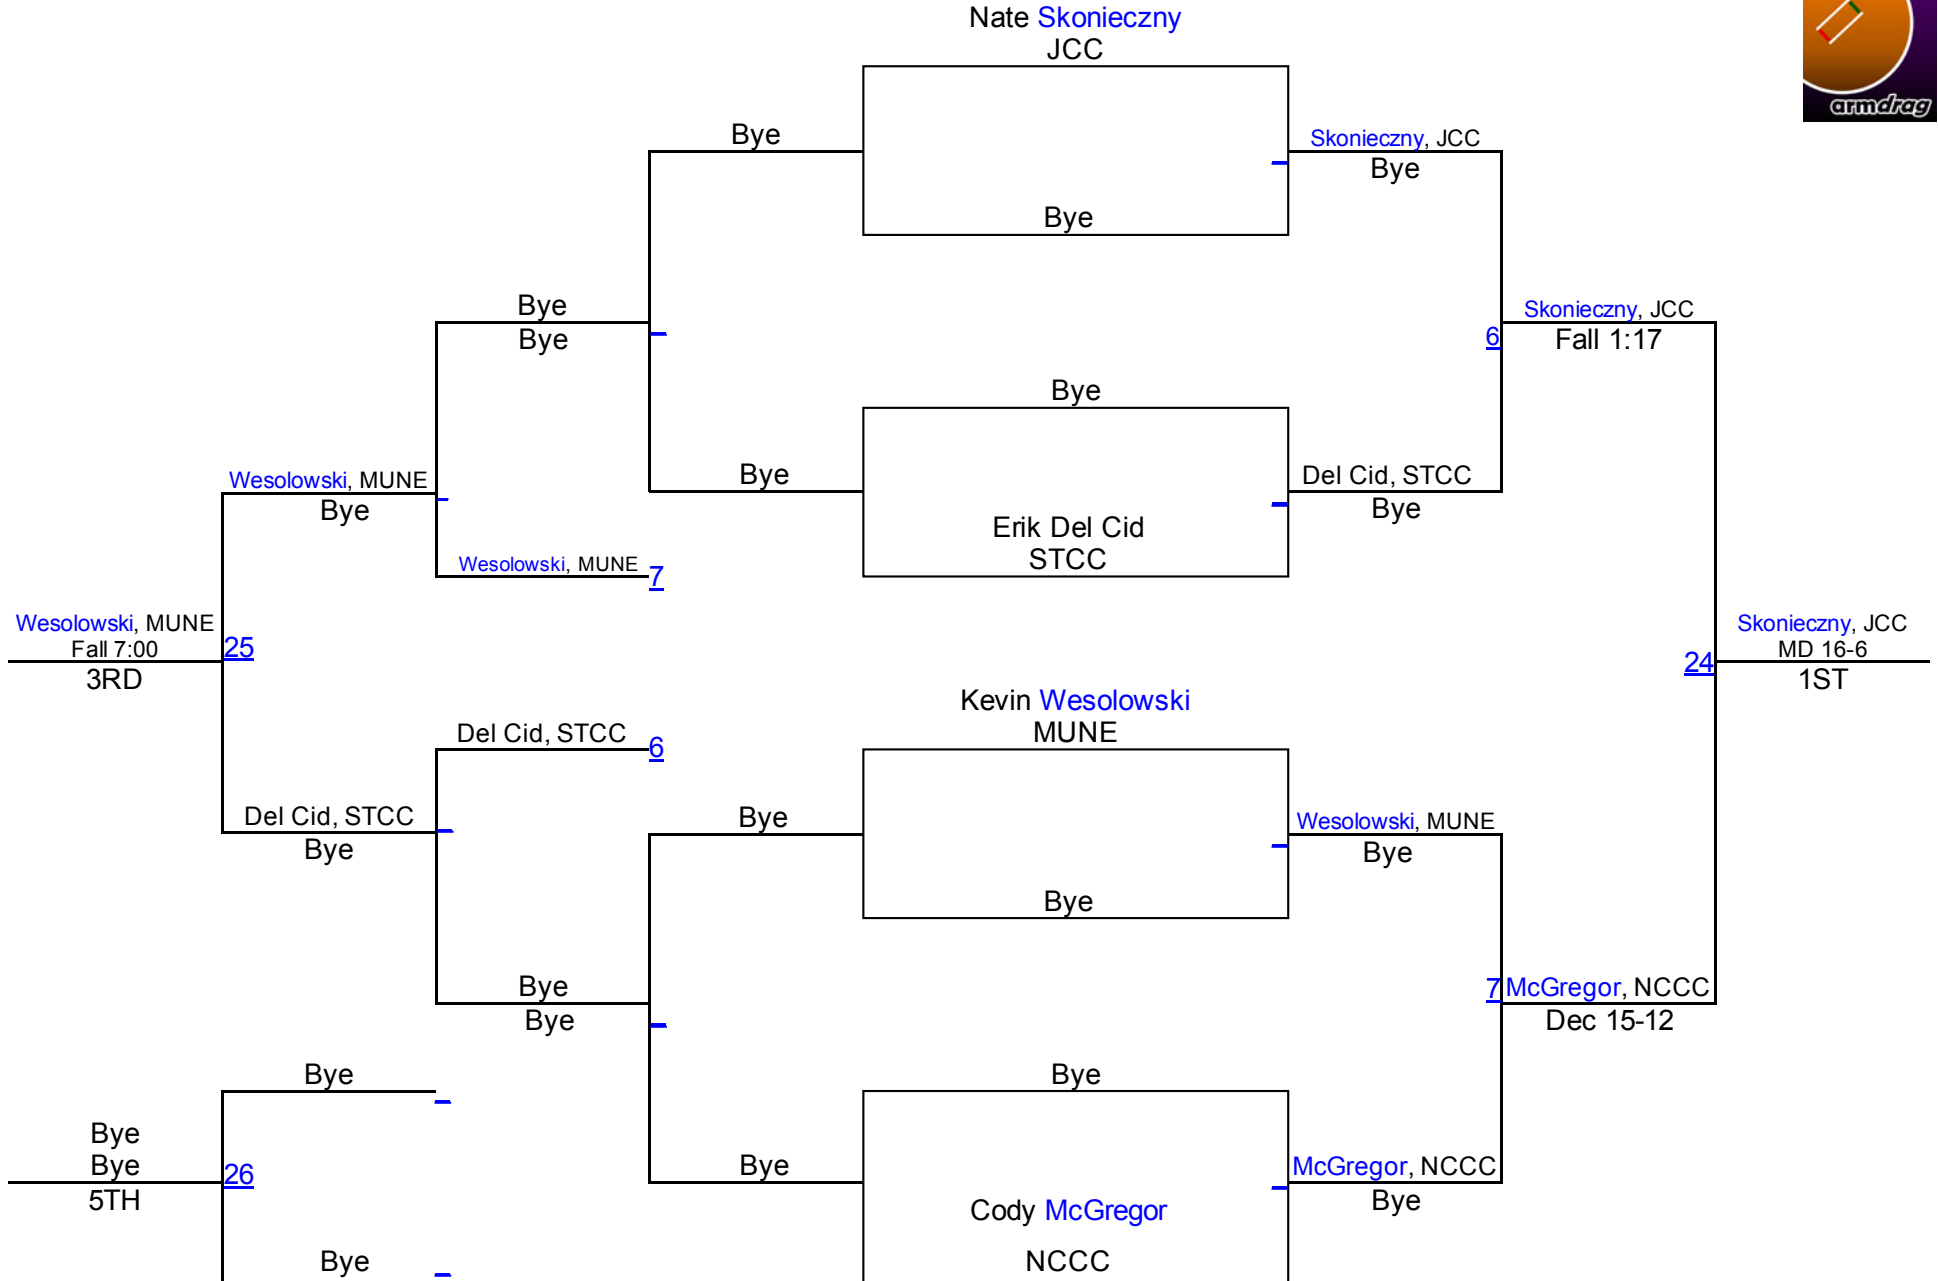 Nate Skonieczny
JCC
armdrag
Bye
Skonieczny, JCC
Bye
Bye
Bye
Bye
Skonieczny, JCC
6
Fall 1:17
Bye
Wesolowski, MUNE
Bye
Bye
Del Cid, STCC
Bye
Erik Del Cid
STCC
Wesolowski, MUNE
7
Wesolowski, MUNE
Fall 7:00
25
3RD
Skonieczny, JCC
MD 16-6
24
1ST
Kevin Wesolowski
MUNE
Del Cid, STCC
6
Del Cid, STCC
Bye
Bye
Wesolowski, MUNE
Bye
Bye
Bye
Bye
7
McGregor, NCCC
Dec 15-12
Bye
Bye
Bye
Bye
26
5TH
Bye
McGregor, NCCC
Bye
Cody McGregor
NCCC
Bye